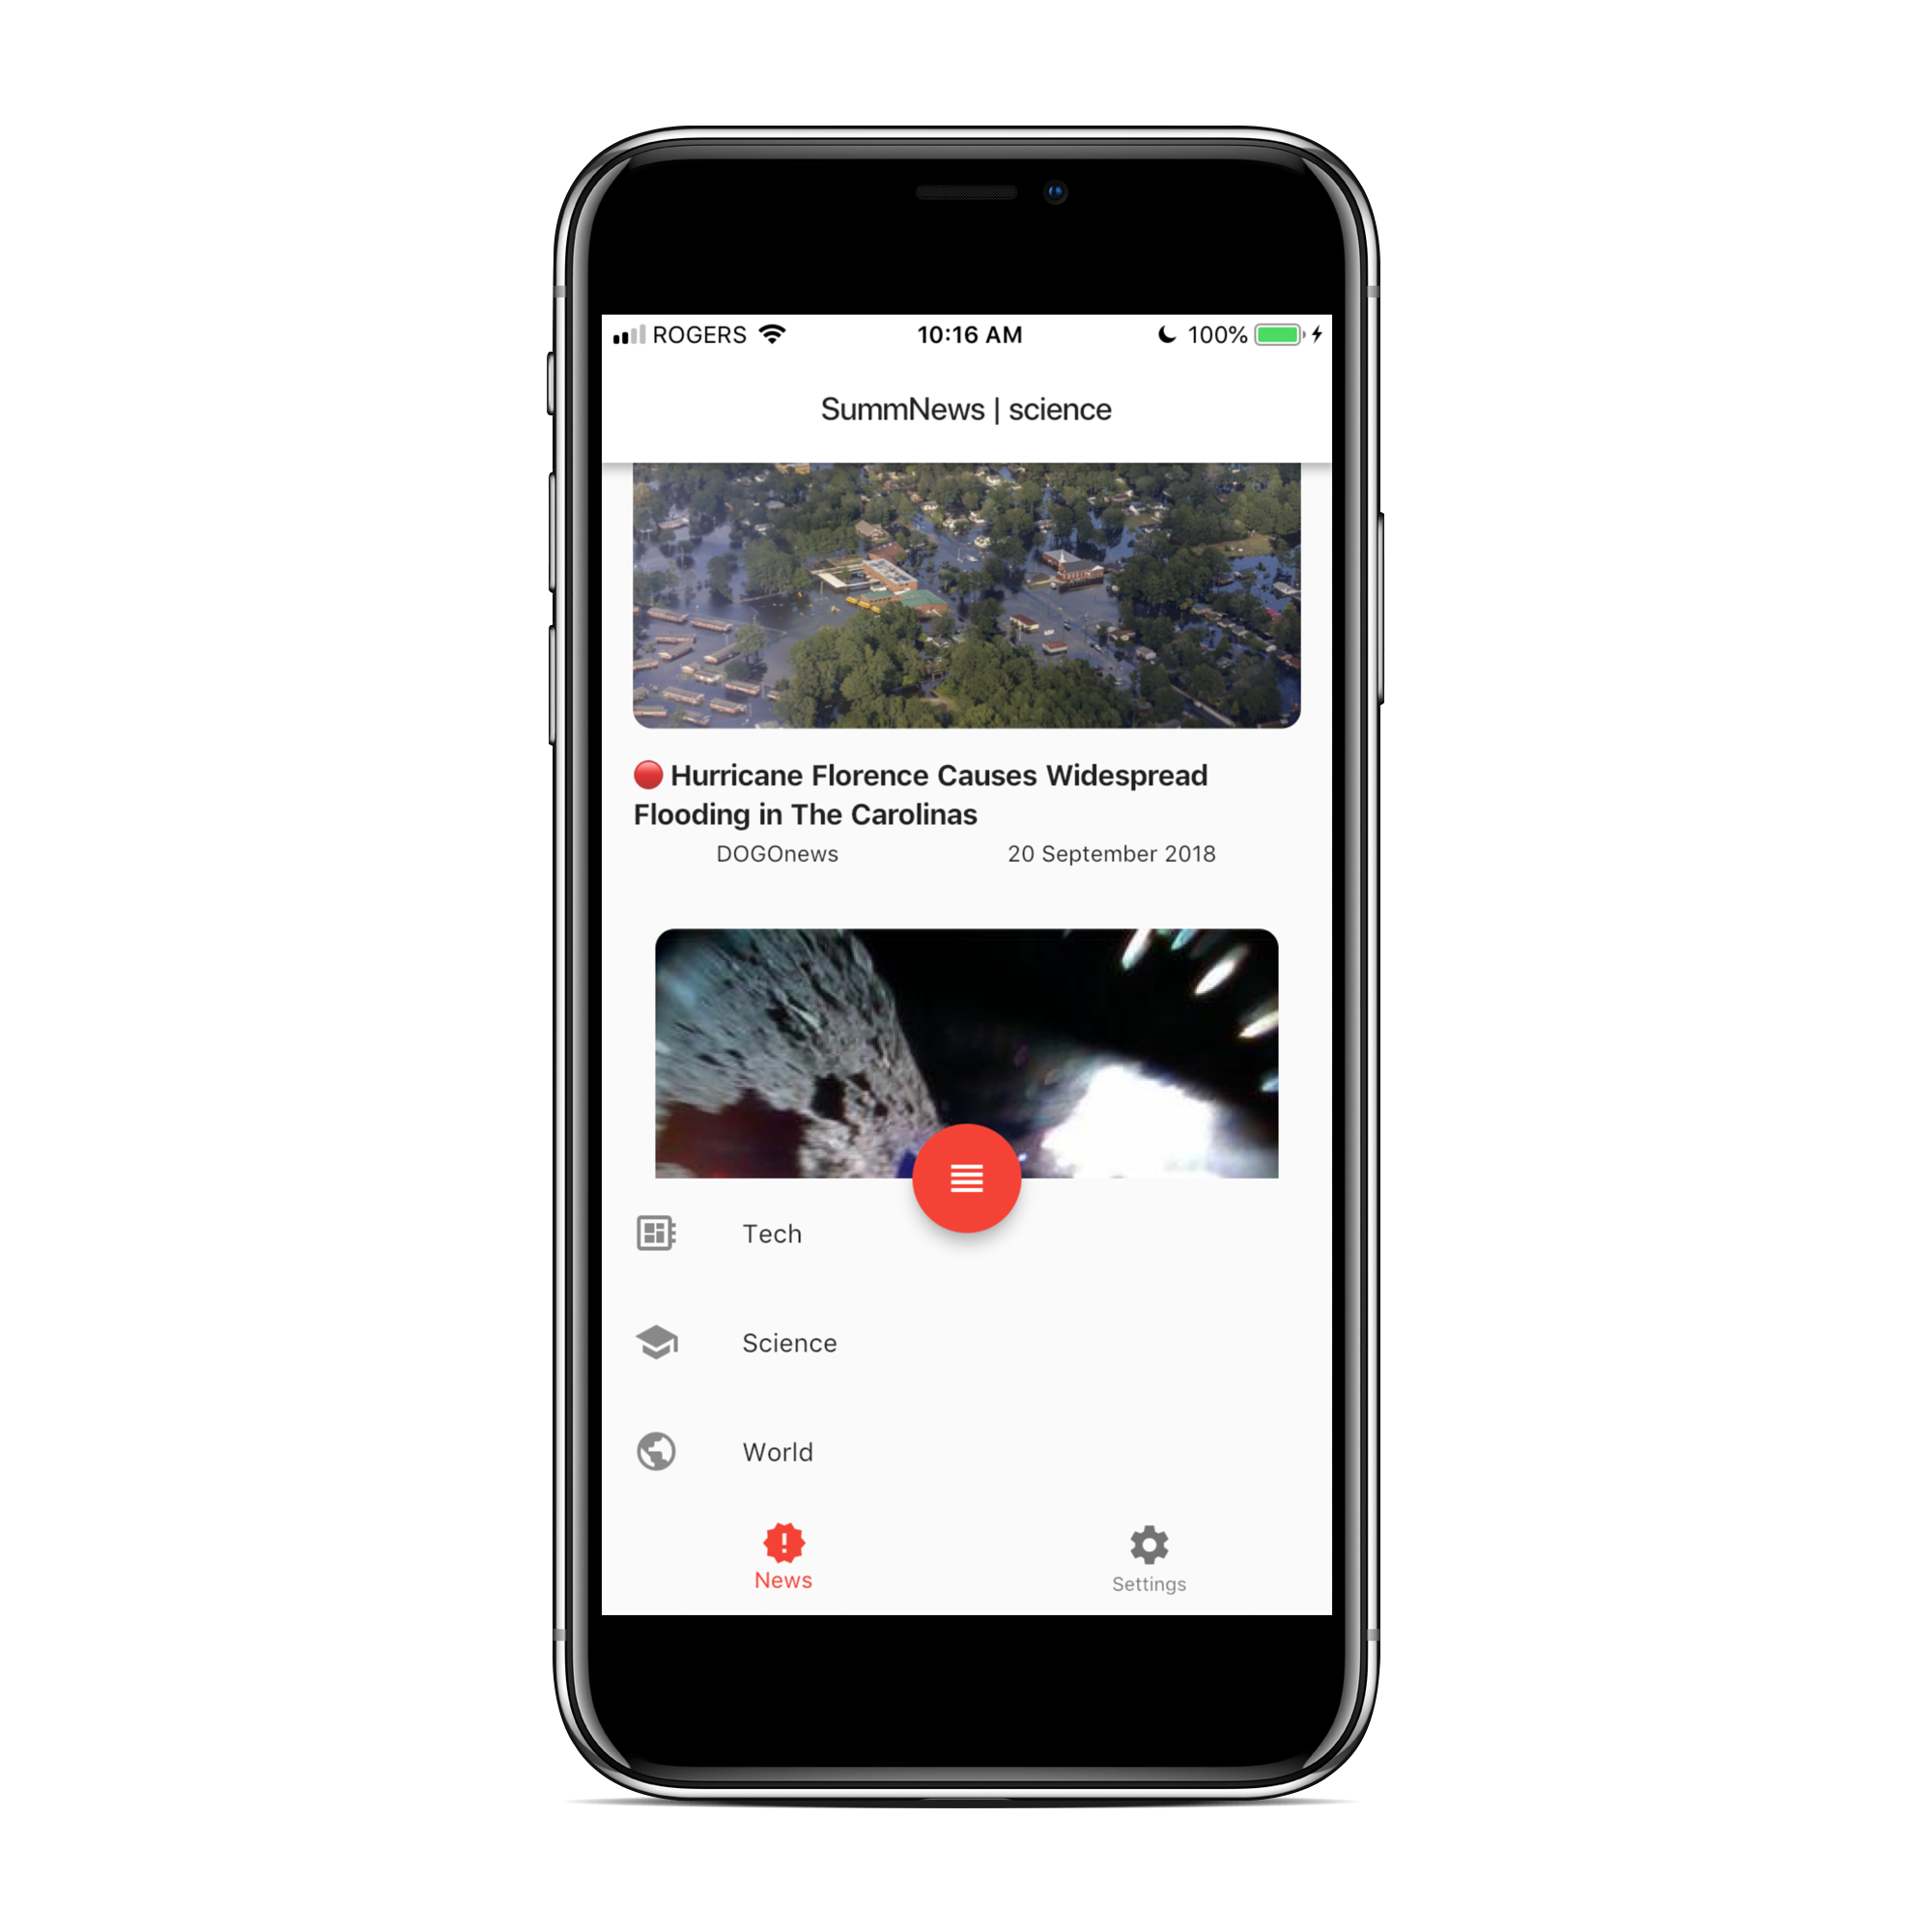 ROGERS 10:16 AM 100%
SummNews | science
Hurricane Florence Causes Widespread
Flooding in The Carolinas
DOGOnews 20 September 2018
Tech
Science
World
News Settings